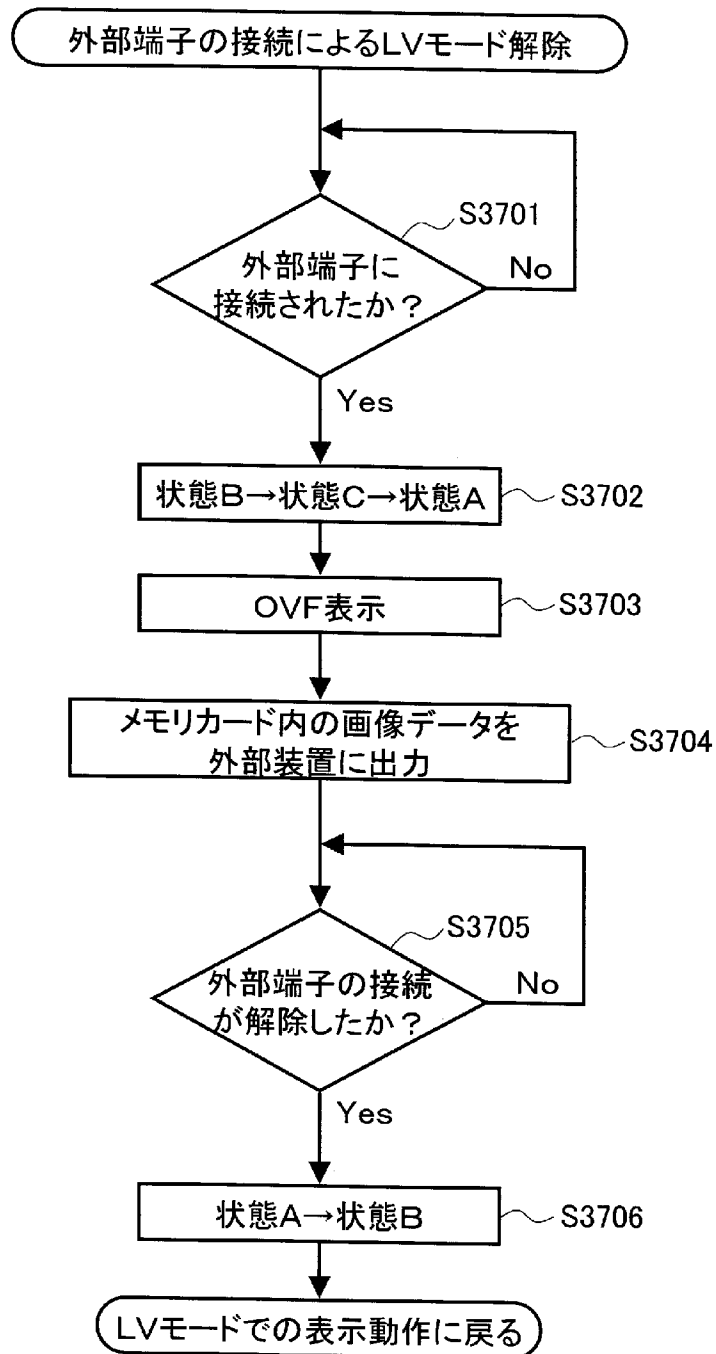 外部端子の接続によるLVモード解除
S3701
外部端子に
接続されたか？
No
Yes
状態B→状態C→状態A
S3702
OVF表示
S3703
メモリカード内の画像データを
外部装置に出力
S3704
S3705
外部端子の接続
が解除したか？
No
Yes
状態A→状態B
S3706
LVモードでの表示動作に戻る